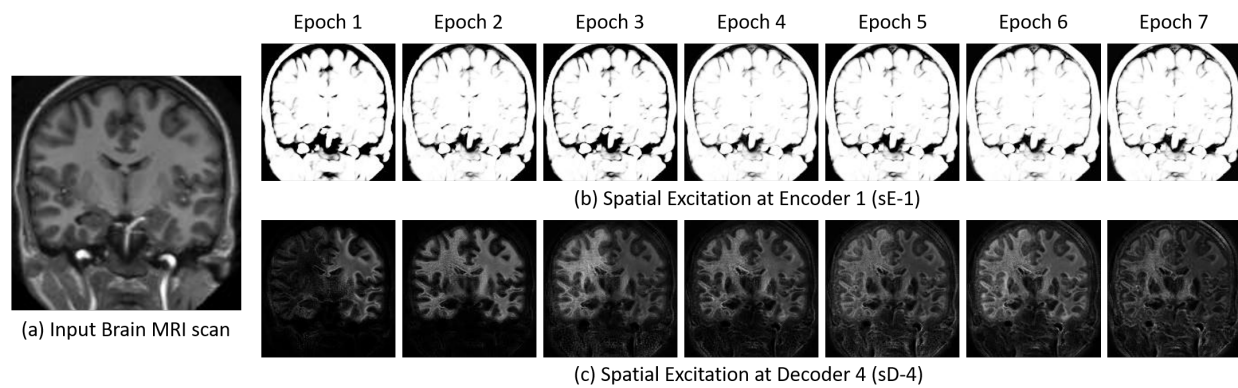 Epoch 1 Epoch 2 Epoch 3 Epoch 4 Epoch 5 Epoch 6 Epoch 7
(b) Spatial Excitation at Encoder 1 (sE-1)
(a) Input Brain MRI scan
(c) Spatial Excitation at Decoder 4 (sD-4)